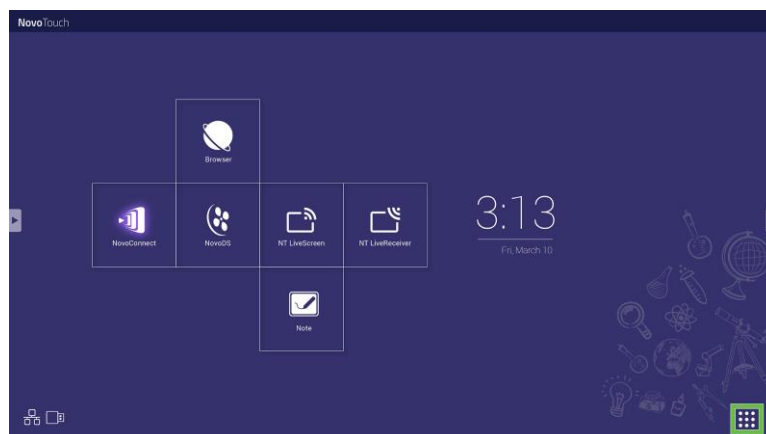 NovoTouch
Browser
NovoConnect
NovoDS
NT LiveScreen
NT LiveReceiver
3:13
Fri, March 10
Note